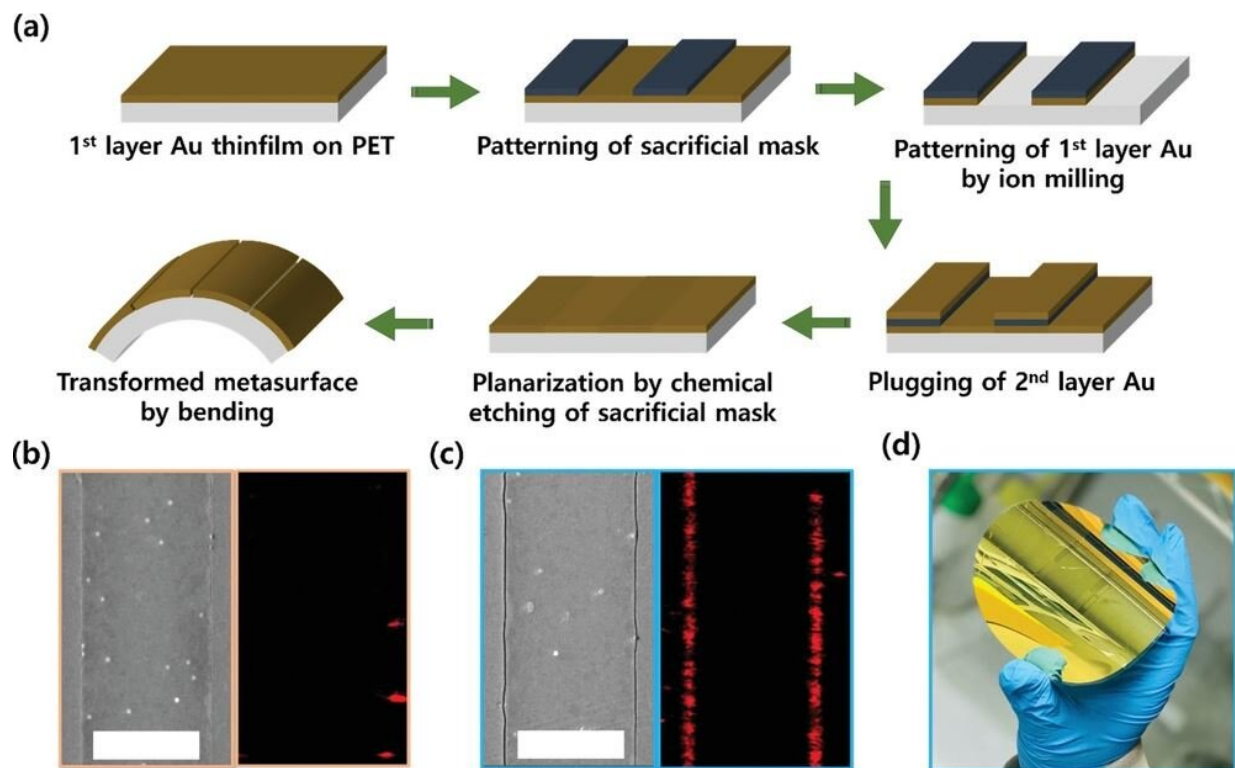 (a)
1st layer Au thinfilm on PET
Patterning of sacrificial mask
Patterning of 1st layer Au
by ion milling
Transformed metasurface
by bending
Planarization by chemical
etching of sacrificial mask
Plugging of 2nd layer Au
(b)
(c)
(d)